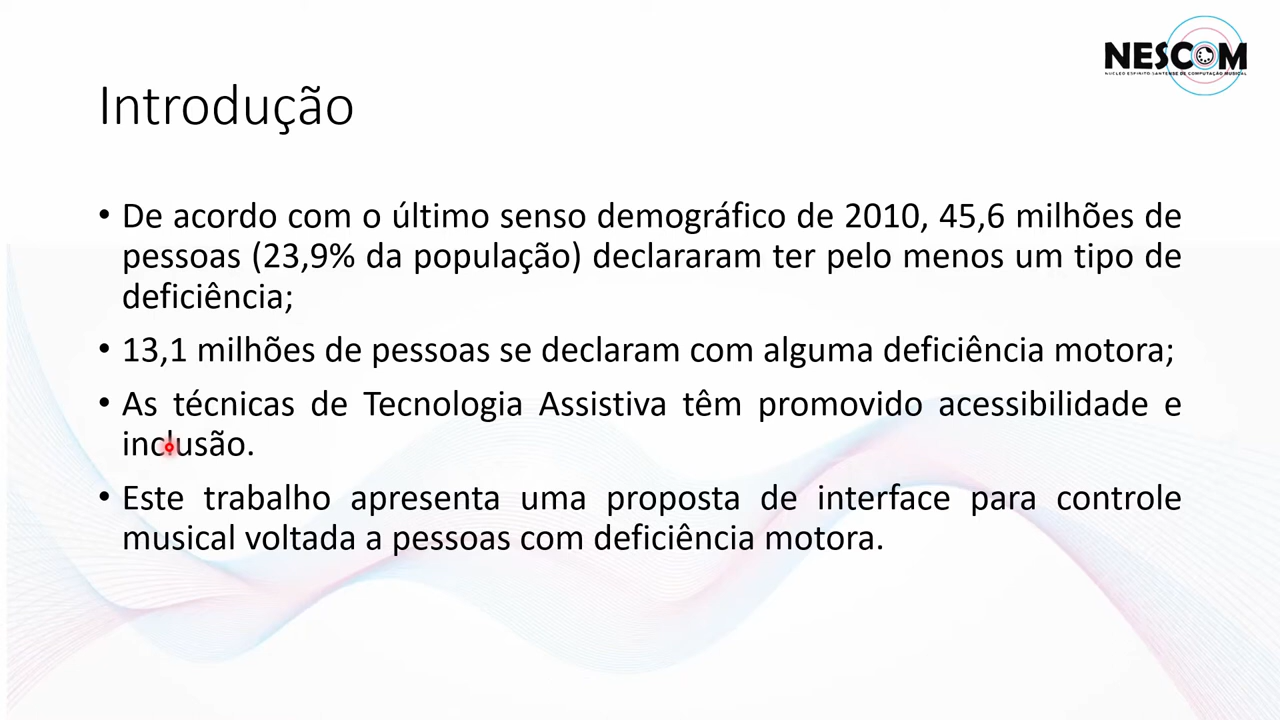 NESCOM
NÚCLEO ESPÍRITO-SANTENSE DE COMPUTAÇÃO MUSICAL
Introdução
• De acordo com o último senso demográfico de 2010, 45,6 milhões de
pessoas (23,9% da população) declararam ter pelo menos um tipo de
deficiência;
• 13,1 milhões de pessoas se declaram com alguma deficiência motora;
• As técnicas de Tecnologia Assistiva têm promovido acessibilidade e
inclusão.
• Este trabalho apresenta uma proposta de interface para controle
musical voltada a pessoas com deficiência motora.